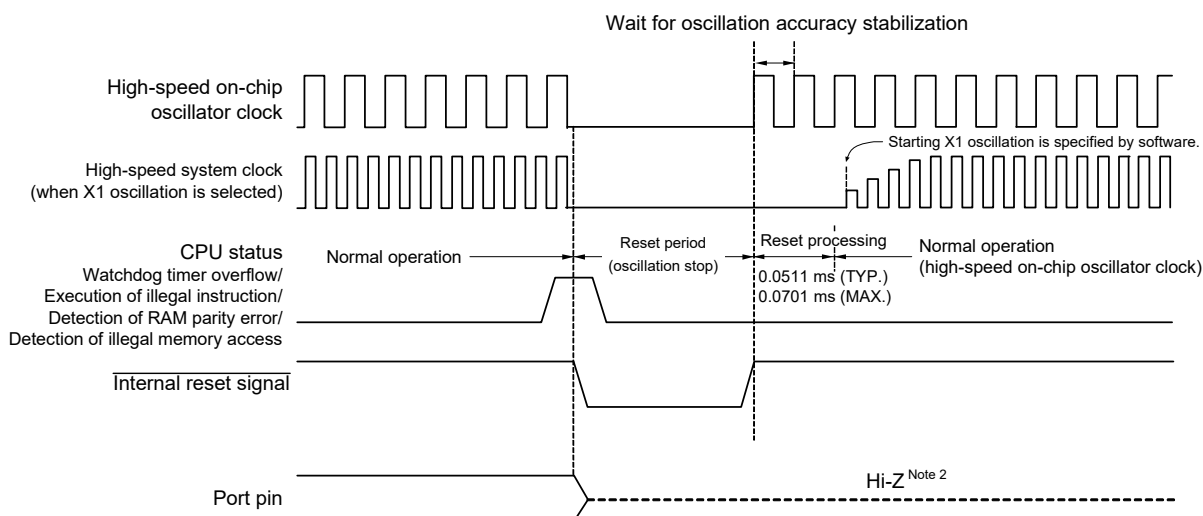 Wait for oscillation accuracy stabilization
High-speed on-chip
oscillator clock
Starting X1 oscillation is specified by software.
High-speed system clock
(when X1 oscillation is selected)
CPU status
Normal operation
Reset period
(oscillation stop)
Reset processing
0.0511 ms (TYP.)
0.0701 ms (MAX.)
Normal operation
(high-speed on-chip oscillator clock)
Watchdog timer overflow/
Execution of illegal instruction/
Detection of RAM parity error/
Detection of illegal memory access
Internal reset signal
Hi-Z Note 2
Port pin